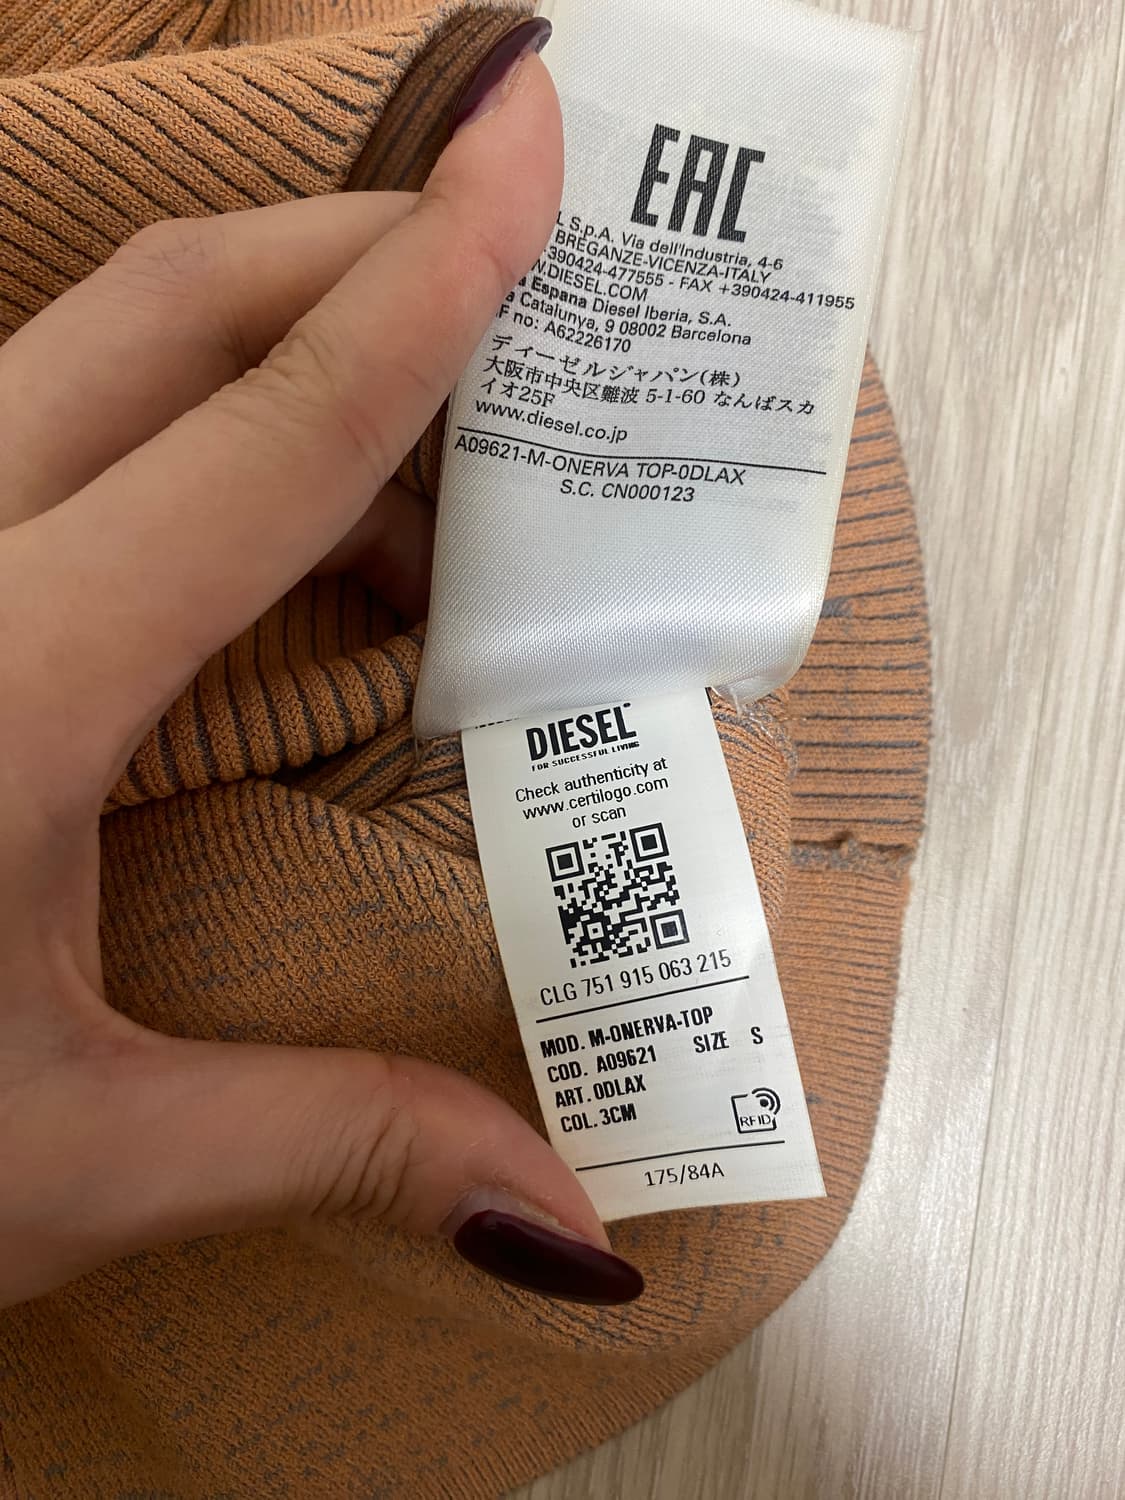 EAC
S.p.A. Via dell'Industria, 4-6
BREGANZE-VICENZA-ITALY
390424-477555 - FAX +390424-411955
.DIESEL.COM
Espana Diesel Iberia, S.A.
Catalunya, 9 08002 Barcelona
no: A62226170
ディーゼルジャパン(株)
大阪市中央区難波 5-1-60 なんばスカ
イオ25F
www.diesel.co.jp
A09621-M-ONERVA TOP-0DLAX
S.C. CN000123
DIESEL
FOR SUCCESSFUL LIVING
Check authenticity at
www.certilogo.com
or scan
CLG 751 915 063 215
MOD. M-ONERVA-TOP
COD. A09621 SIZE S
ART. 0DLAX
COL. 3CM
RFID
175/84A